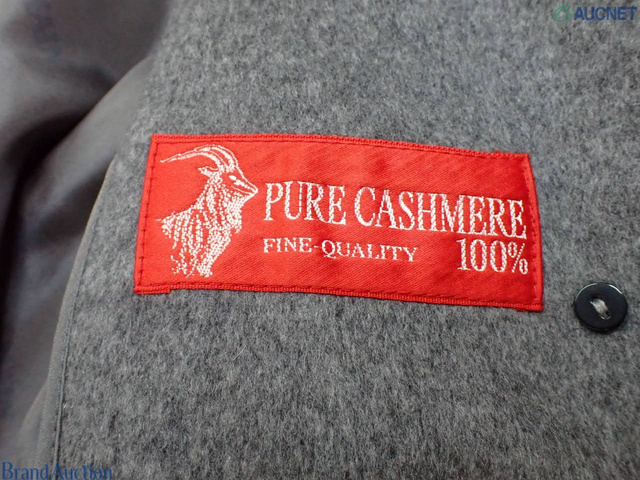 AUCNET
PURE CASHMERE
FINE-QUALITY 100%
Brand Auction